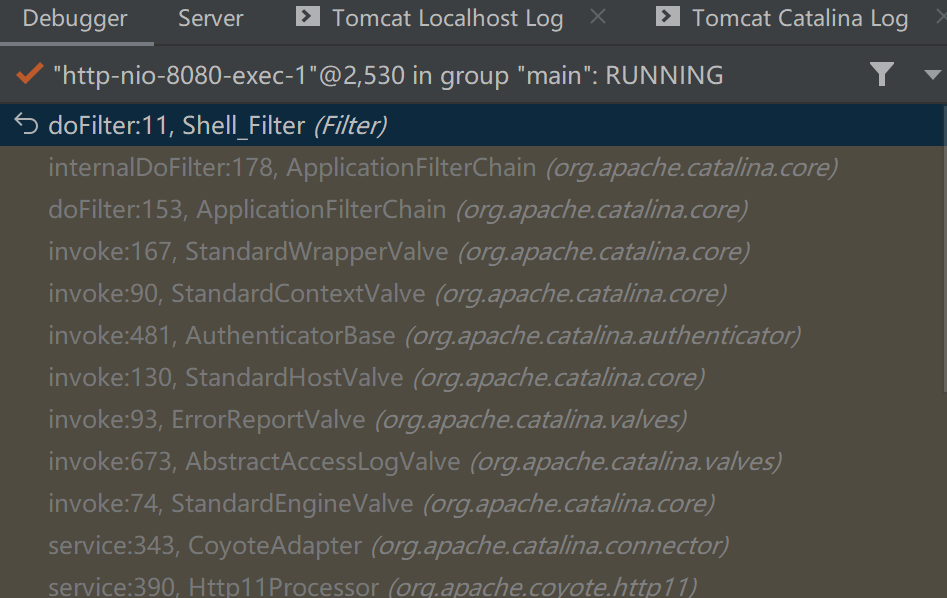 Debugger Server Tomcat Localhost Log Tomcat Catalina Log
"http-nio-8080-exec-1"@2,530 in group "main": RUNNING
doFilter:11, Shell_Filter (Filter)
internalDoFilter:178, ApplicationFilterChain (org.apache.catalina.core)
doFilter:153, ApplicationFilterChain (org.apache.catalina.core)
invoke:167, StandardWrapperValve (org.apache.catalina.core)
invoke:90, StandardContextValve (org.apache.catalina.core)
invoke:481, AuthenticatorBase (org.apache.catalina.authenticator)
invoke:130, StandardHostValve (org.apache.catalina.core)
invoke:93, ErrorReportValve (org.apache.catalina.valves)
invoke:673, AbstractAccessLogValve (org.apache.catalina.valves)
invoke:74, StandardEngineValve (org.apache.catalina.core)
service:343, CoyoteAdapter (org.apache.catalina.connector)
service:390, Http11Processor (org.apache.coyote.http11)